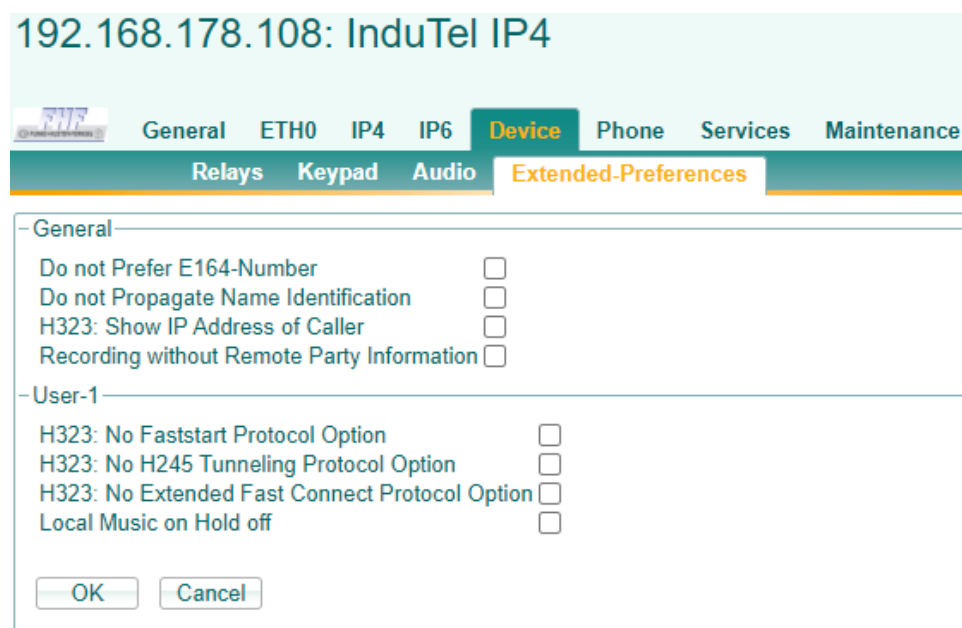 192.168.178.108: InduTel IP4
FHF
General ETH0 IP4 IP6 Device Phone Services Maintenance
Relays Keypad Audio Extended-Preferences
General
Do not Prefer E164-Number
Do not Propagate Name Identification
H323: Show IP Address of Caller
Recording without Remote Party Information
User-1
H323: No Faststart Protocol Option
H323: No H245 Tunneling Protocol Option
H323: No Extended Fast Connect Protocol Option
Local Music on Hold off
OK Cancel